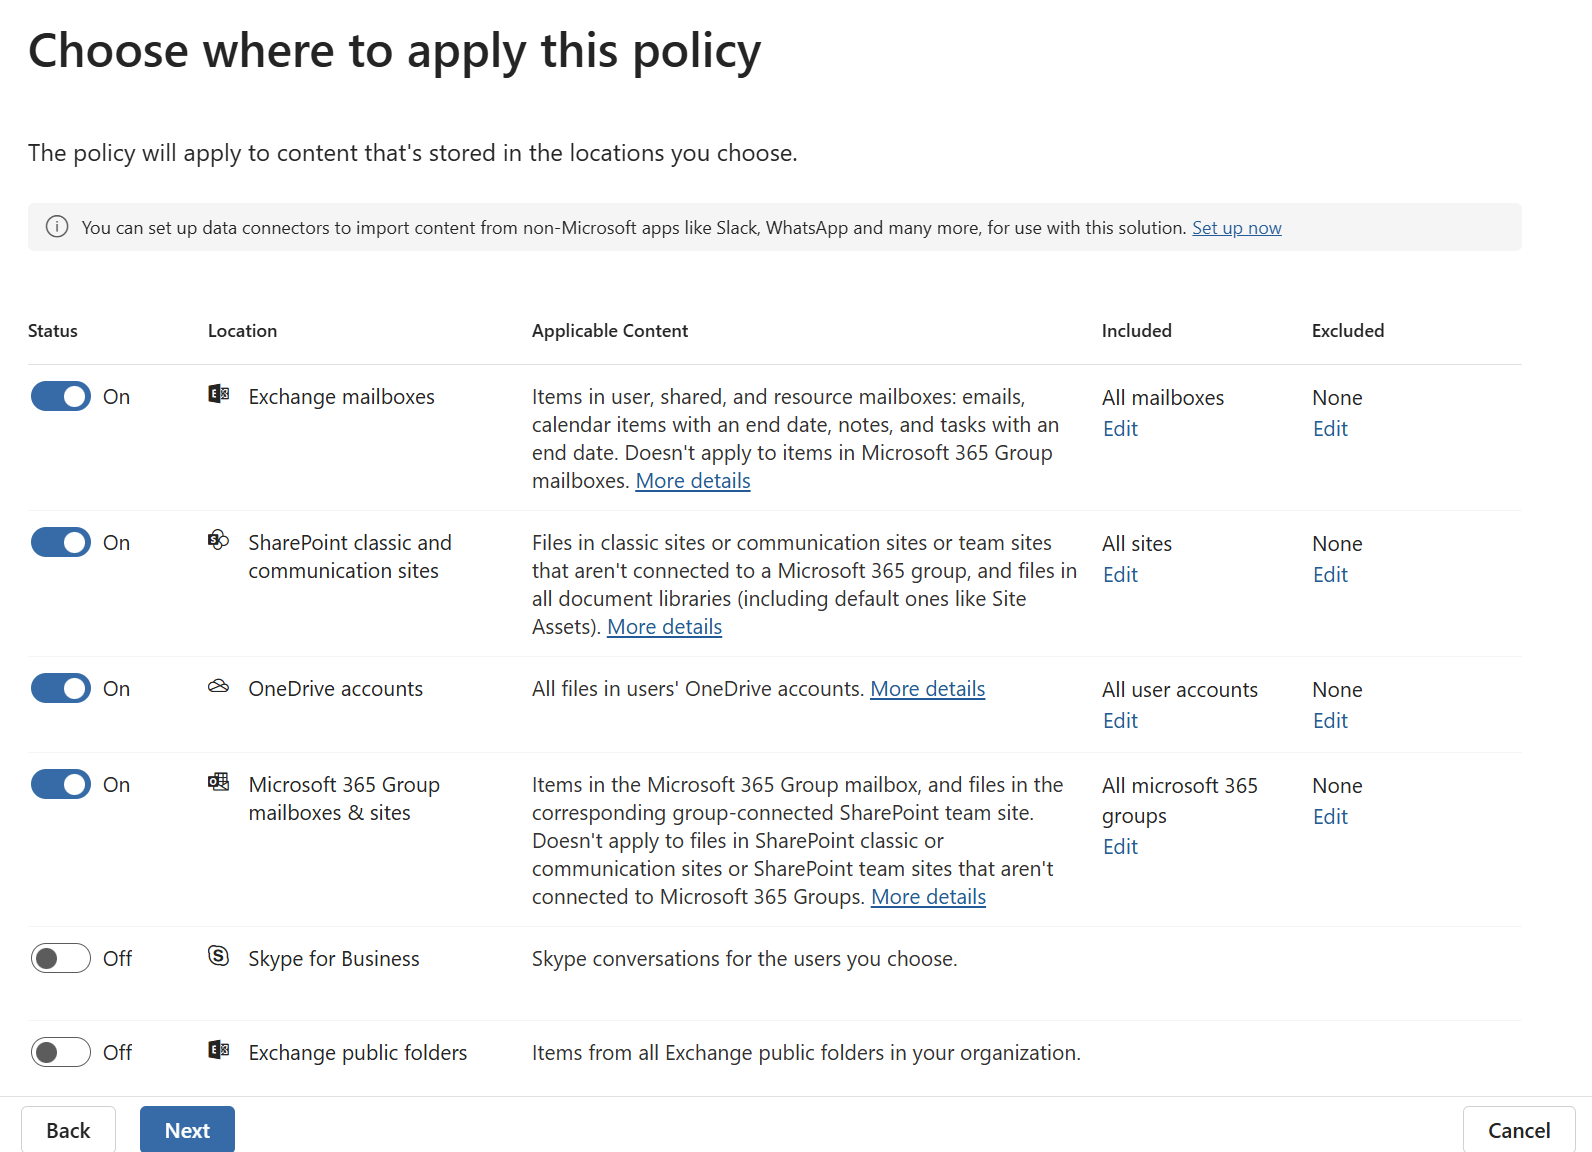 Choose where to apply this policy
The policy will apply to content that's stored in the locations you choose.
You can set up data connectors to import content from non-Microsoft apps like Slack, WhatsApp and many more, for use with this solution. Set up now
Status Location Applicable Content Included Excluded
On Exchange mailboxes Items in user, shared, and resource mailboxes: emails, All mailboxes None
calendar items with an end date, notes, and tasks with an Edit Edit
end date. Doesn't apply to items in Microsoft 365 Group
mailboxes. More details
On SharePoint classic and Files in classic sites or communication sites or team sites All sites None
communication sites that aren't connected to a Microsoft 365 group, and files in Edit Edit
all document libraries (including default ones like Site
Assets). More details
On OneDrive accounts All files in users' OneDrive accounts. More details All user accounts None
Edit Edit
On Microsoft 365 Group Items in the Microsoft 365 Group mailbox, and files in the All microsoft 365 None
mailboxes & sites corresponding group-connected SharePoint team site. groups Edit
Doesn't apply to files in SharePoint classic or Edit
communication sites or SharePoint team sites that aren't
connected to Microsoft 365 Groups. More details
Off Skype for Business Skype conversations for the users you choose.
Off Exchange public folders Items from all Exchange public folders in your organization.
Back Next Cancel